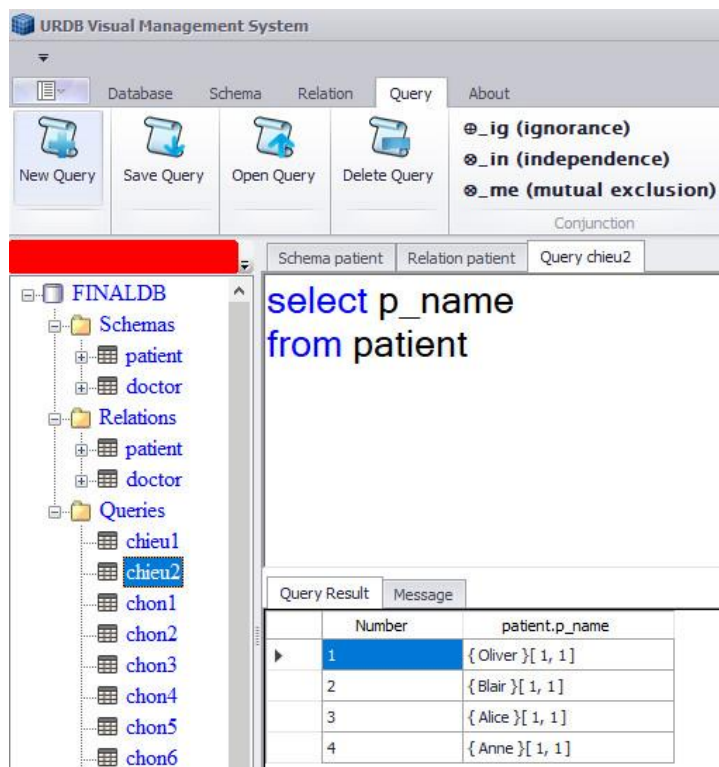 URDB Visual Management System
Database Schema Relation Query About
New Query Save Query Open Query Delete Query
⊕_ig (ignorance)
⊗_in (independence)
⊗_me (mutual exclusion)
Conjunction
Schema patient Relation patient Query chieu2
select p_name
from patient
FINALDB
Schemas
patient
doctor
Relations
patient
doctor
Queries
chieu1
chieu2
chon1
chon2
chon3
chon4
chon5
chon6
Query Result Message
Number patient.p_name
1 { Oliver }[ 1, 1]
2 { Blair }[ 1, 1]
3 { Alice }[ 1, 1]
4 { Anne }[ 1, 1]